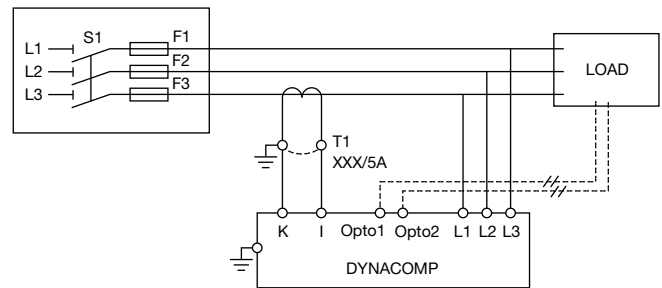 S1
F1
L1
F2
L2
F3
L3
LOAD
T1
XXX/5A
K I Opto1 Opto2 L1 L2 L3
DYNACOMP